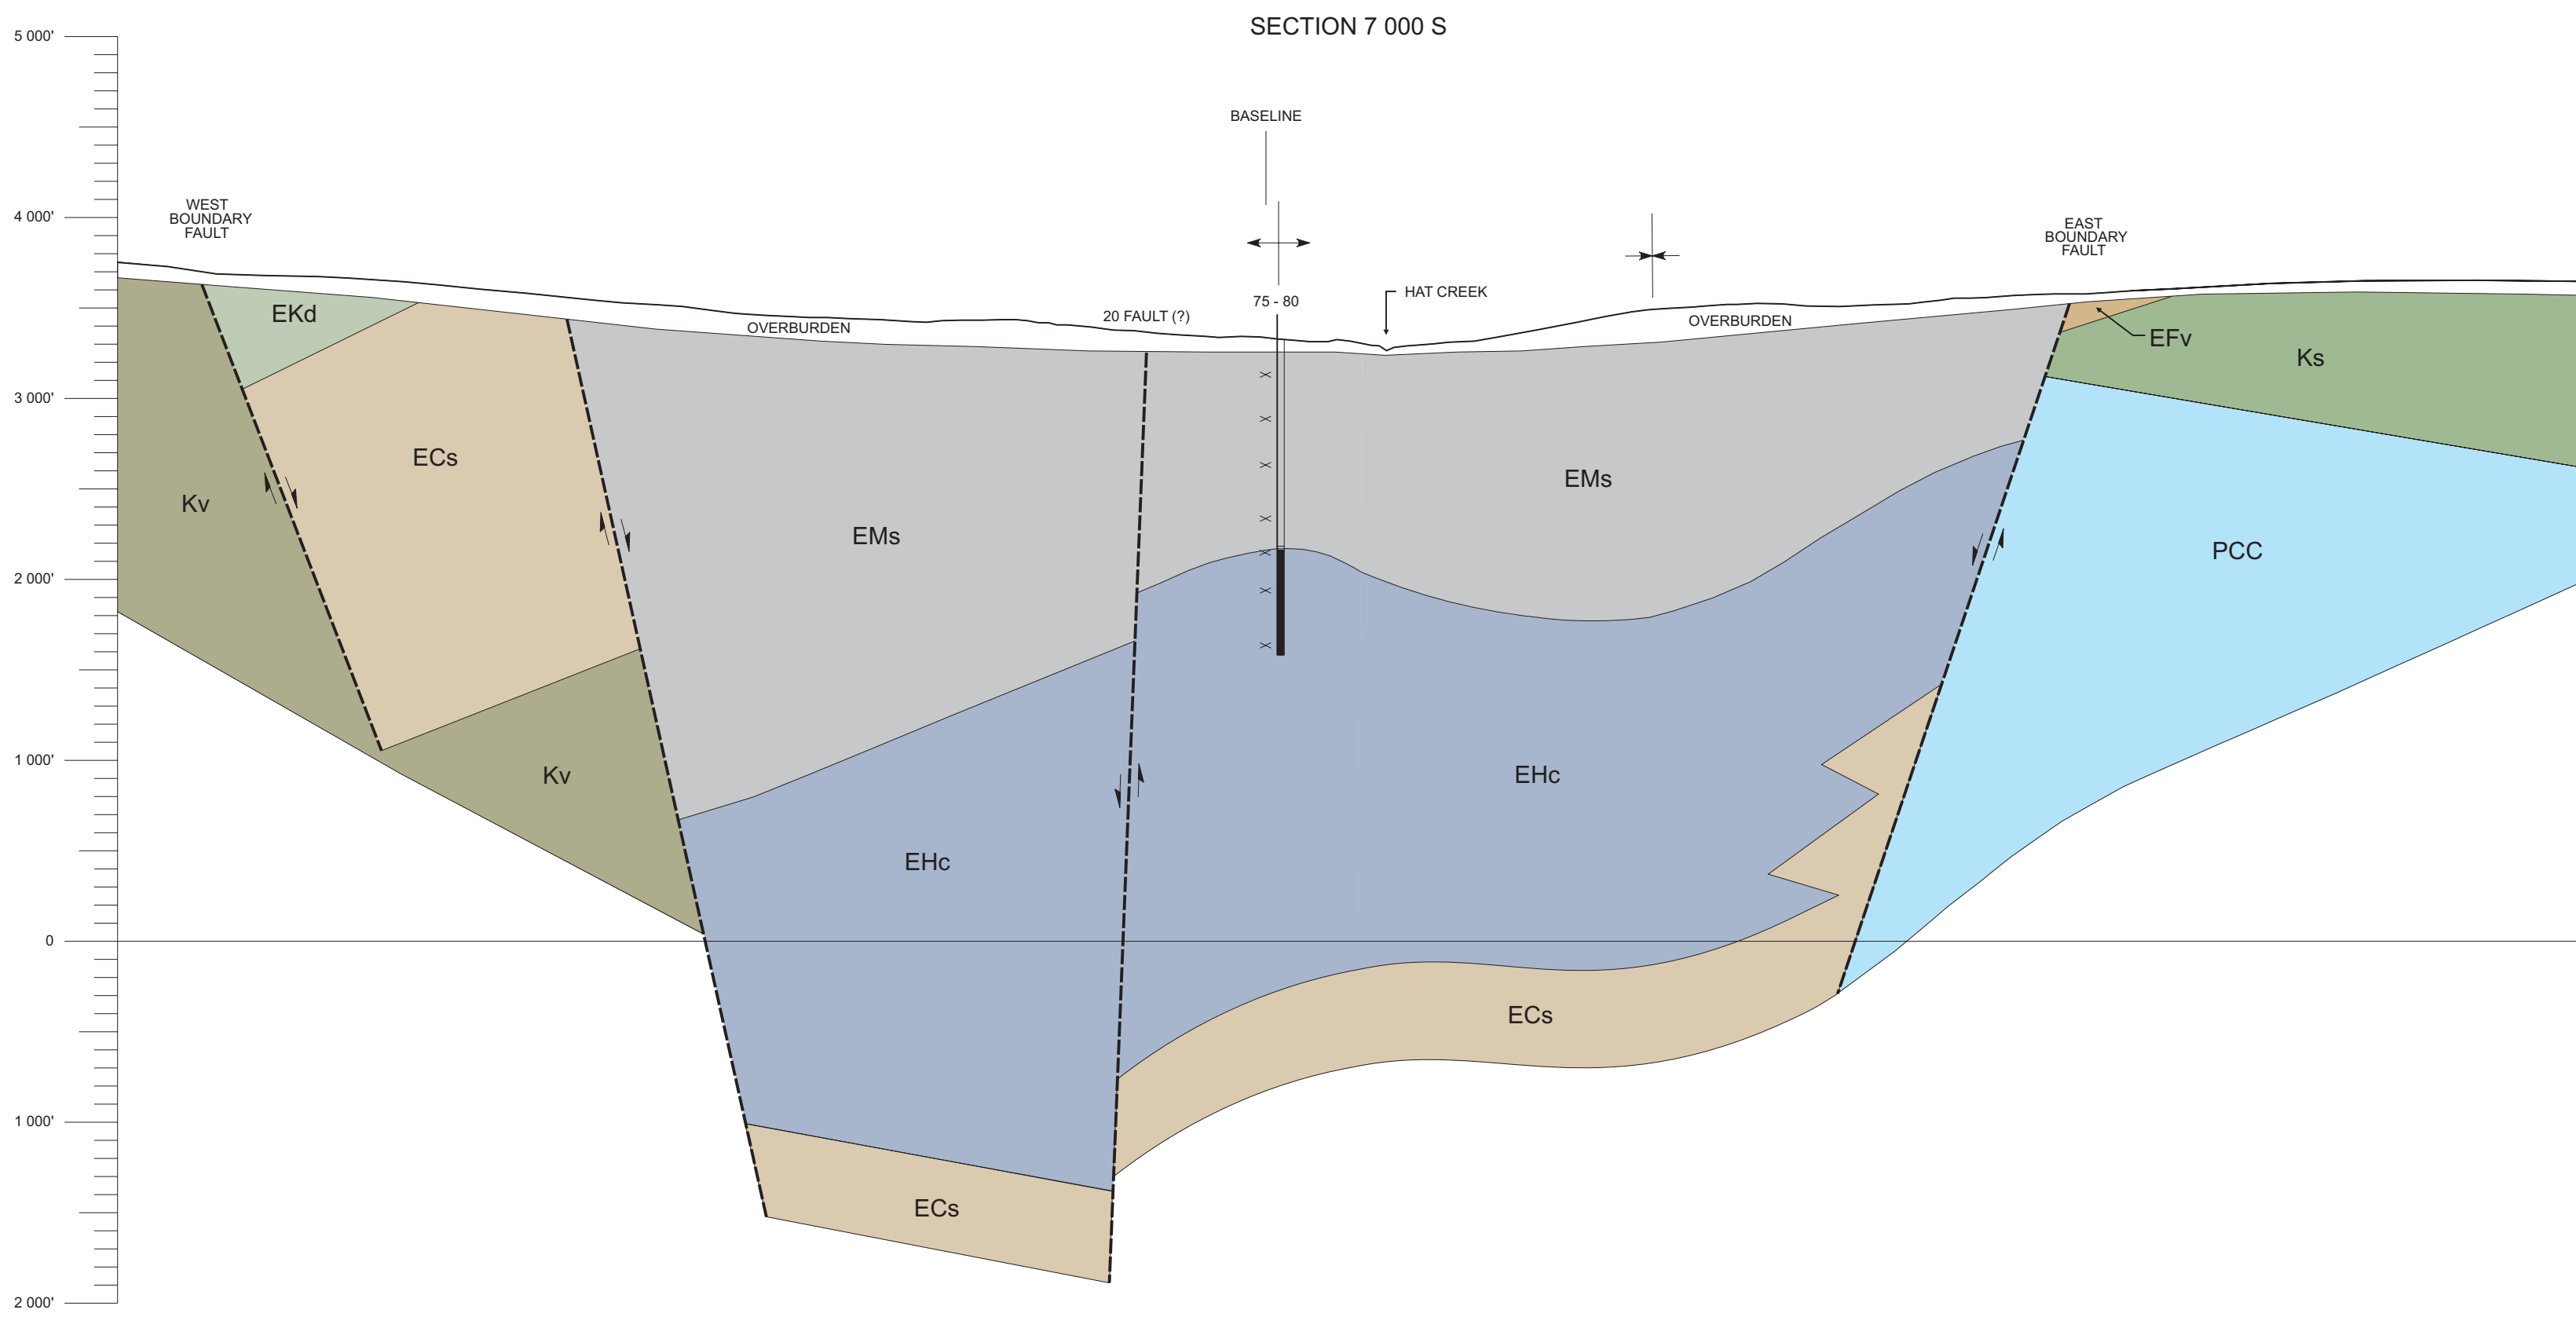 SECTION 7 000 S
5 000'
BASELINE
4 000'
WEST
BOUNDARY
FAULT
EAST
BOUNDARY
FAULT
75 - 80
HAT CREEK
EKd
20 FAULT (?)
OVERBURDEN
OVERBURDEN
EFv
Ks
3 000'
ECs
EMs
Kv
EMs
PCC
2 000'
1 000'
Kv
EHc
EHc
0
ECs
1 000'
ECs
2 000'